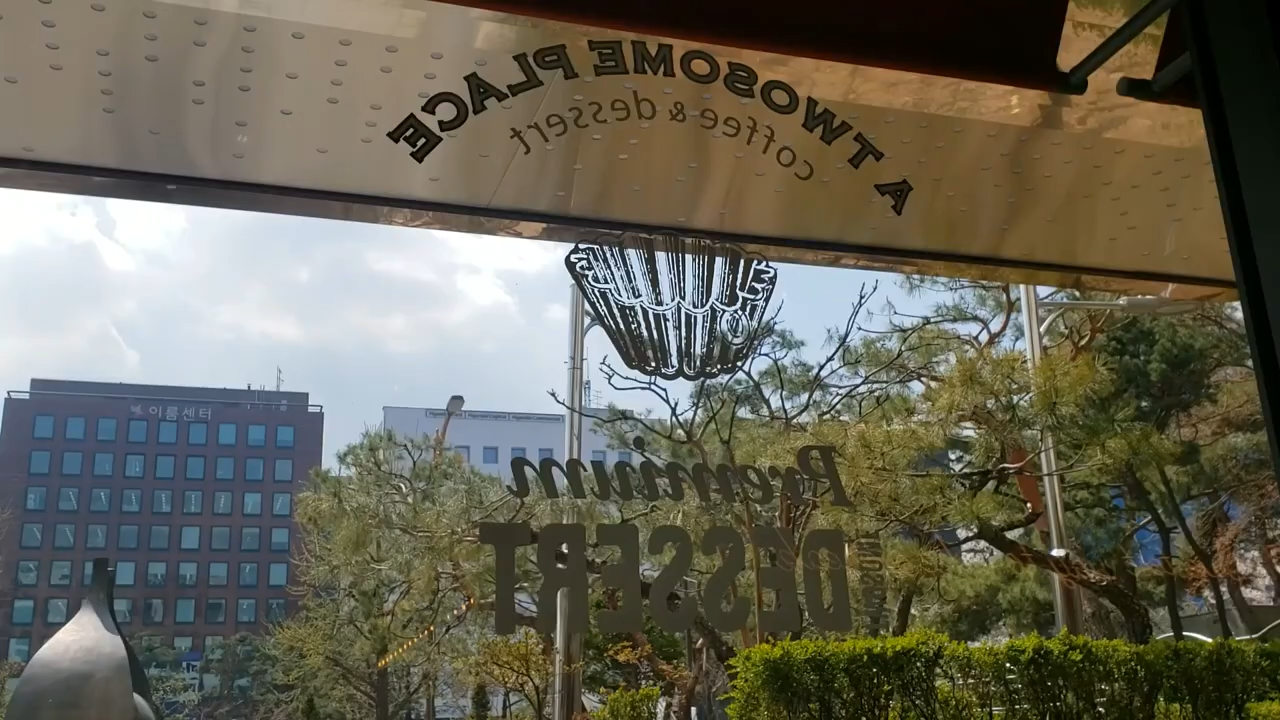 A TWOSOME PLACE
coffee & dessert
이룸센터
Premium
DESSERT